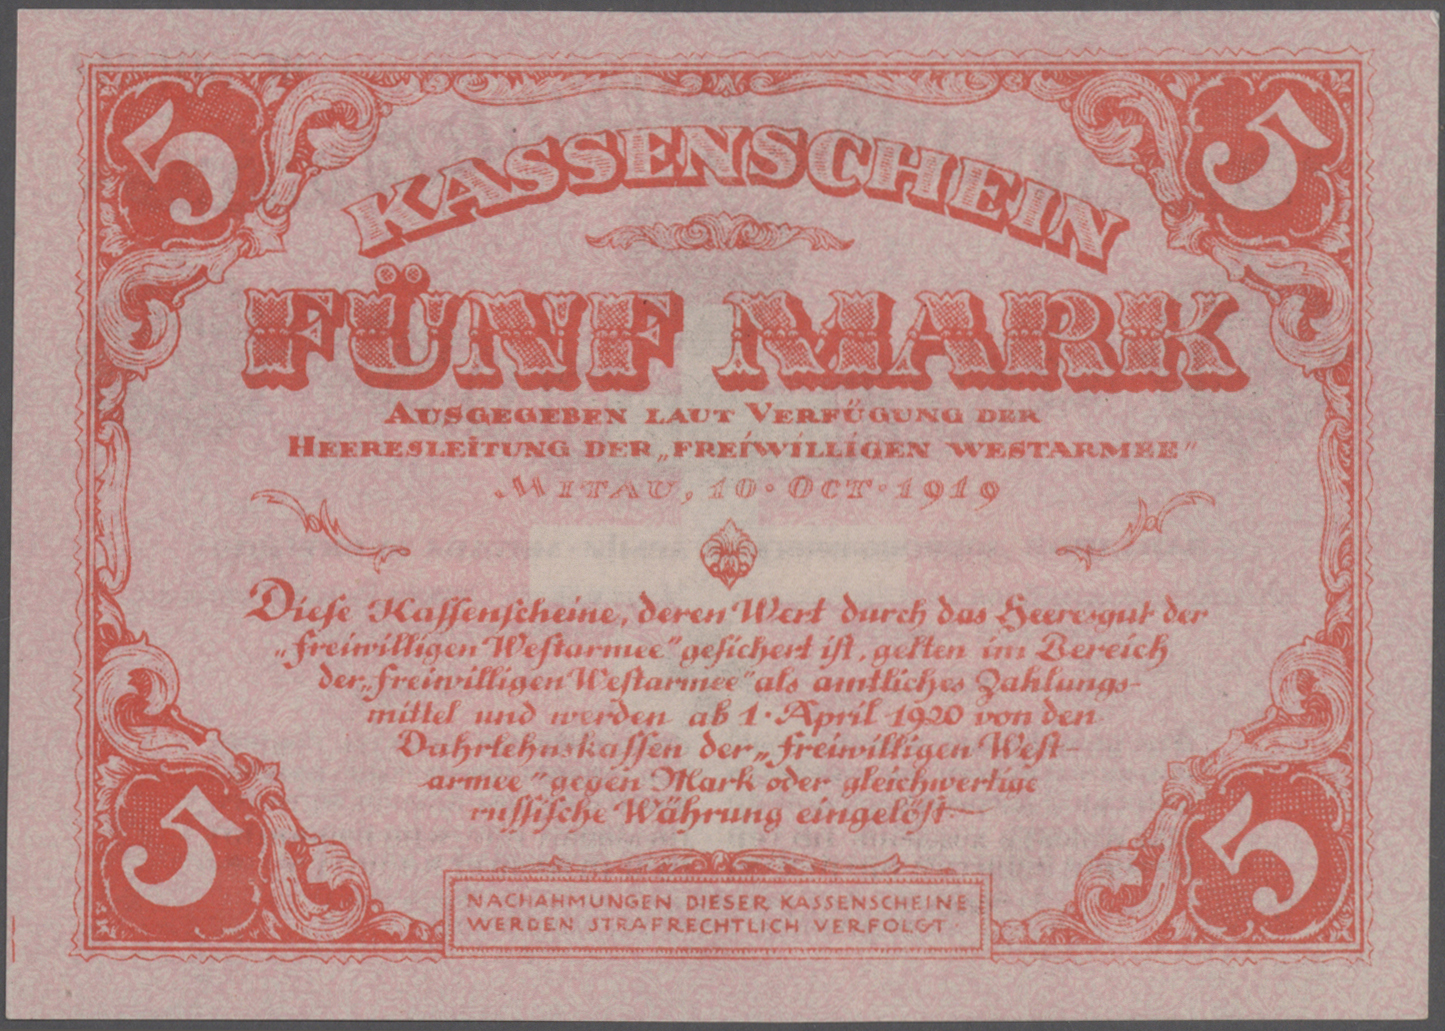 5
5
KASSENSCHEIN
FÜNF MARK
AUSGEGEBEN LAUT VERFÜGUNG DER
HEERESLEITUNG DER „FREIWILLIGEN WESTARMEE"
MITAU, 10. OCT. 1919
Dieſe Kaſſenſcheine, deren Wert durch das Heeresgut der
„Freiwilligen Weſtarmee" geſichert iſt, gelten im Bereich
der „Freiwilligen Weſtarmee" als amtliches Zahlungs-
mittel und werden ab 1. April 1920 von den
Dahrlehnskaſſen der „Freiwilligen Weſt-
armee" gegen Mark oder gleichwertige
ruſſiſche Währung eingelöſt
5
5
NACHAHMUNGEN DIESER KASSENSCHEINE
WERDEN STRAFRECHTLICH VERFOLGT.